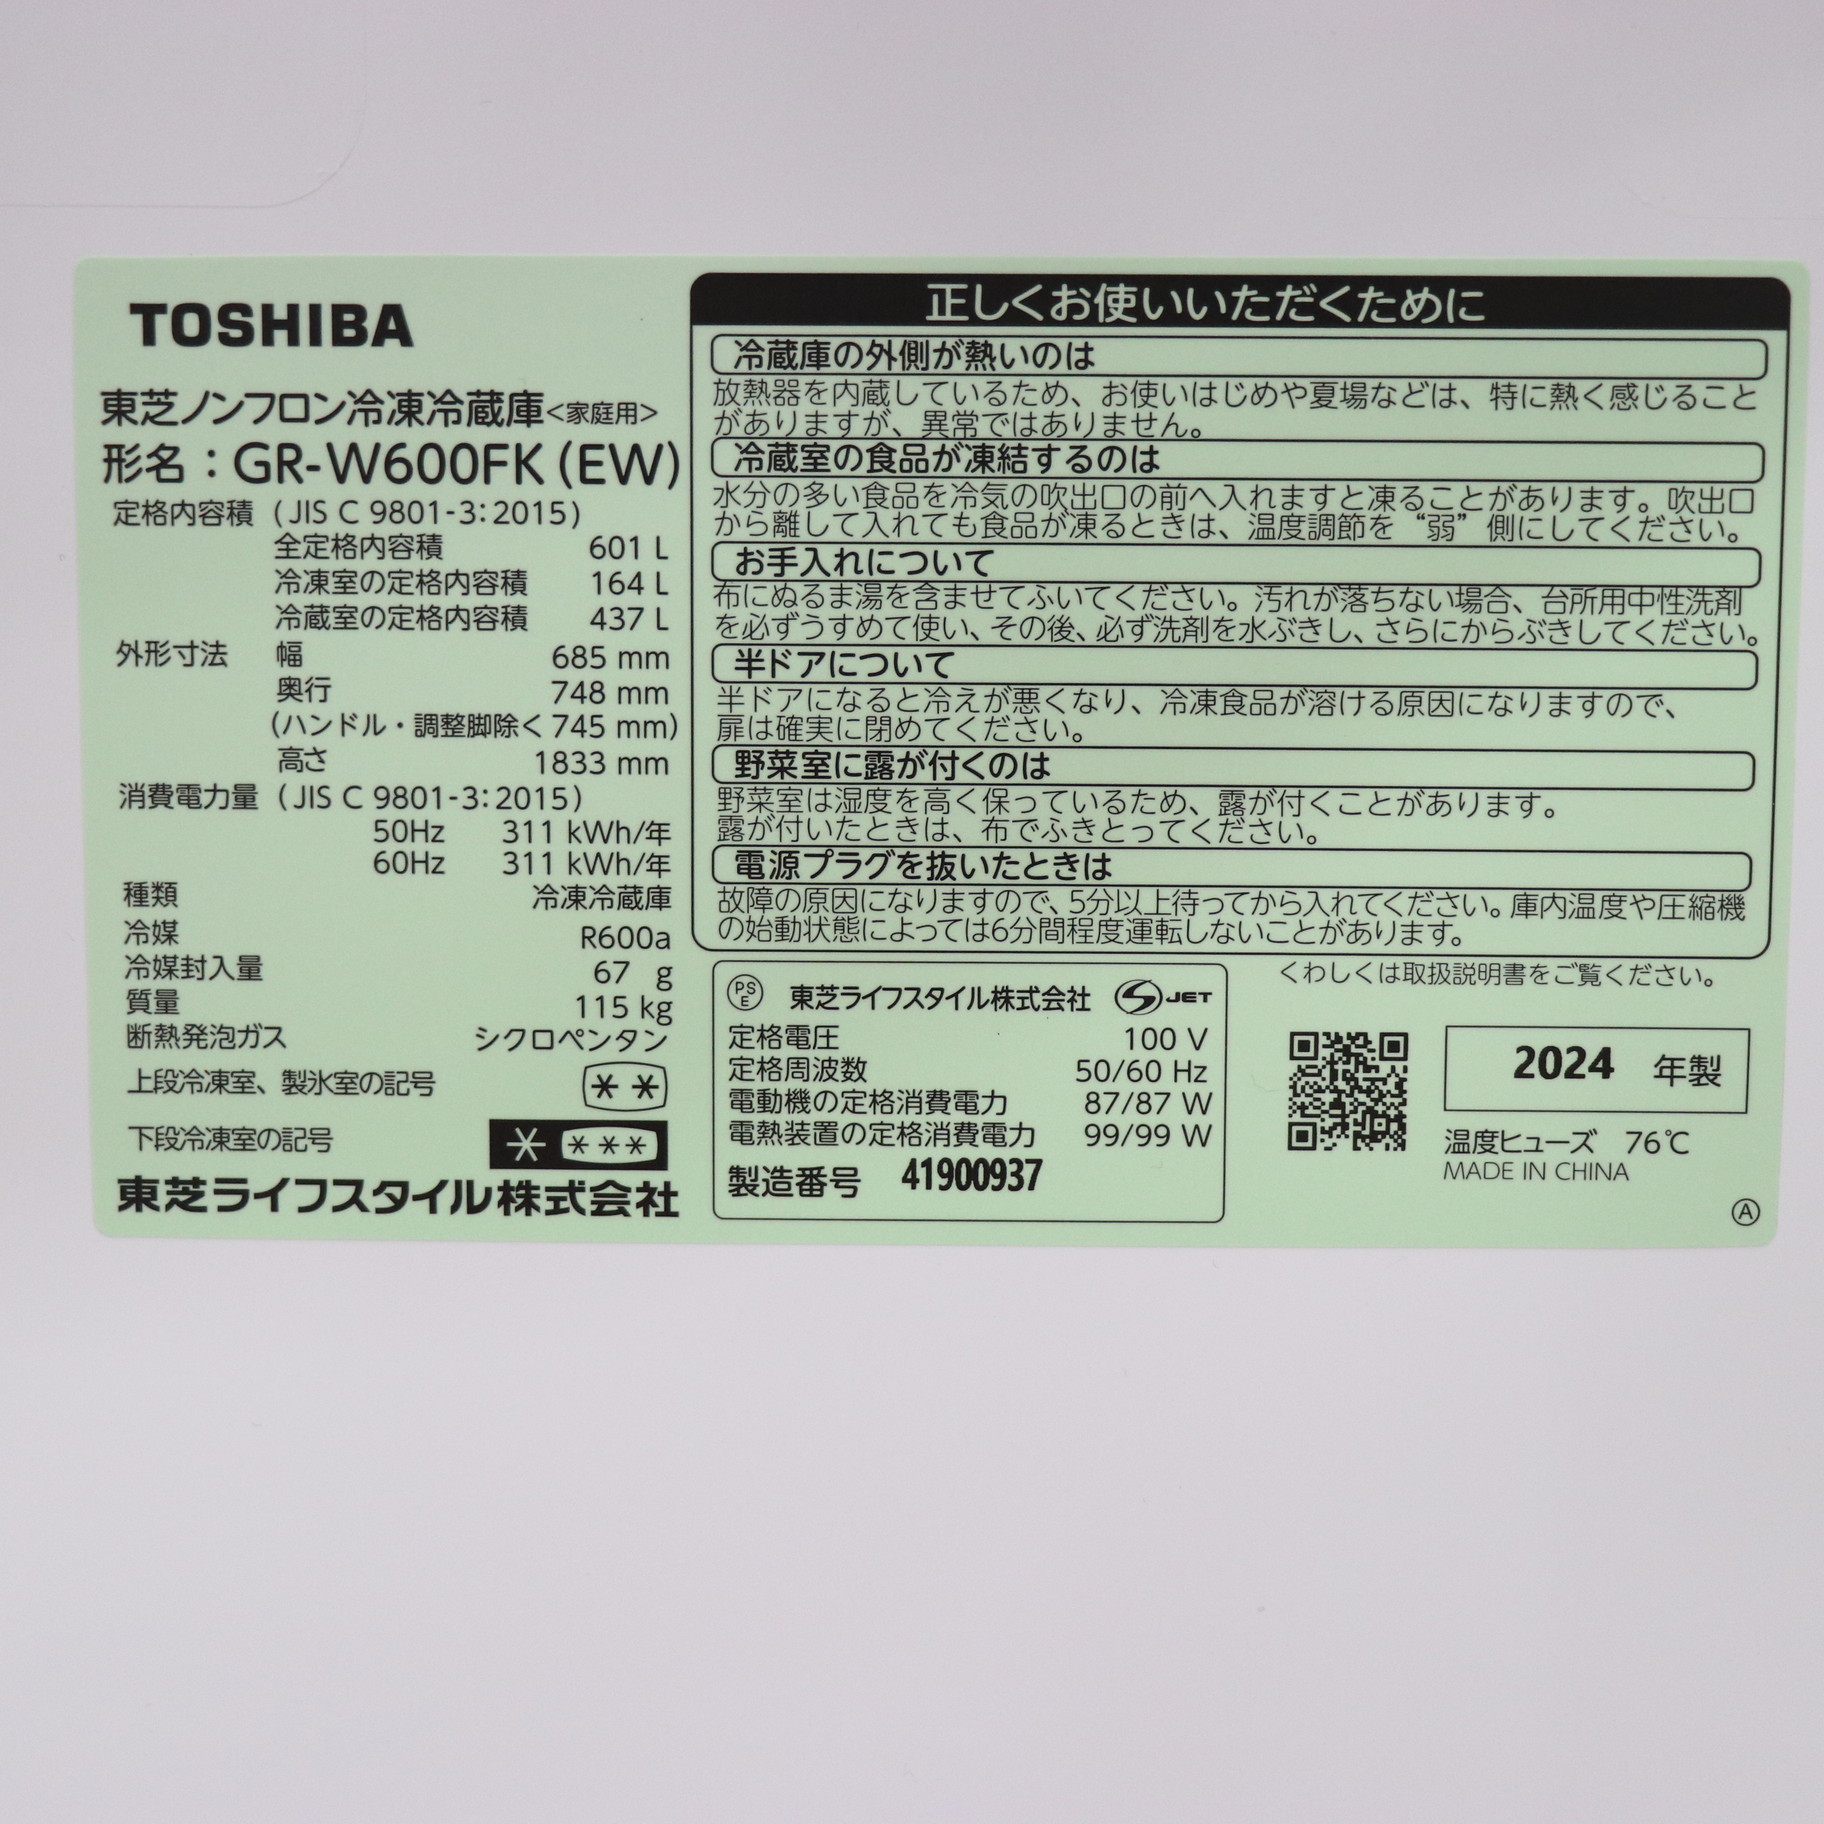 TOSHIBA
東芝ノンフロン冷凍冷蔵庫<家庭用>
形名：GR-W600FK (EW)
定格内容積 (JIS C 9801-3:2015)
全定格内容積 601 L
冷凍室の定格内容積 164 L
冷蔵室の定格内容積 437 L
外形寸法 幅 685 mm
奥行 748 mm
(ハンドル・調整脚除く 745 mm)
高さ 1833 mm
消費電力量 (JIS C 9801-3:2015)
50Hz 311 kWh/年
60Hz 311 kWh/年
種類 冷凍冷蔵庫
冷媒 R600a
冷媒封入量 67 g
質量 115 kg
断熱発泡ガス シクロペンタン
上段冷凍室、製氷室の記号 **
下段冷凍室の記号 * ***
東芝ライフスタイル株式会社
正しくお使いいただくために
冷蔵庫の外側が熱いのは
放熱器を内蔵しているため、お使いはじめや夏場などは、特に熱く感じること
がありますが、異常ではありません。
冷蔵室の食品が凍結するのは
水分の多い食品を冷気の吹出口の前へ入れますと凍ることがあります。吹出口
から離して入れても食品が凍るときは、温度調節を“弱”側にしてください。
お手入れについて
布にぬるま湯を含ませてふいてください。汚れが落ちない場合、台所用中性洗剤
を必ずうすめて使い、その後、必ず洗剤を水ぶきし、さらにからぶきしてください。
半ドアについて
半ドアになると冷えが悪くなり、冷凍食品が溶ける原因になりますので、
扉は確実に閉めてください。
野菜室に露が付くのは
野菜室は湿度を高く保っているため、露が付くことがあります。
露が付いたときは、布でふきとってください。
電源プラグを抜いたときは
故障の原因になりますので、5分以上待ってから入れてください。庫内温度や圧縮機
の始動状態によっては6分間程度運転しないことがあります。
くわしくは取扱説明書をご覧ください。
PSE 東芝ライフスタイル株式会社 S JET
定格電圧 100 V
定格周波数 50/60 Hz
電動機の定格消費電力 87/87 W
電熱装置の定格消費電力 99/99 W
製造番号 41900937
2024 年製
温度ヒューズ 76℃
MADE IN CHINA
Ⓐ